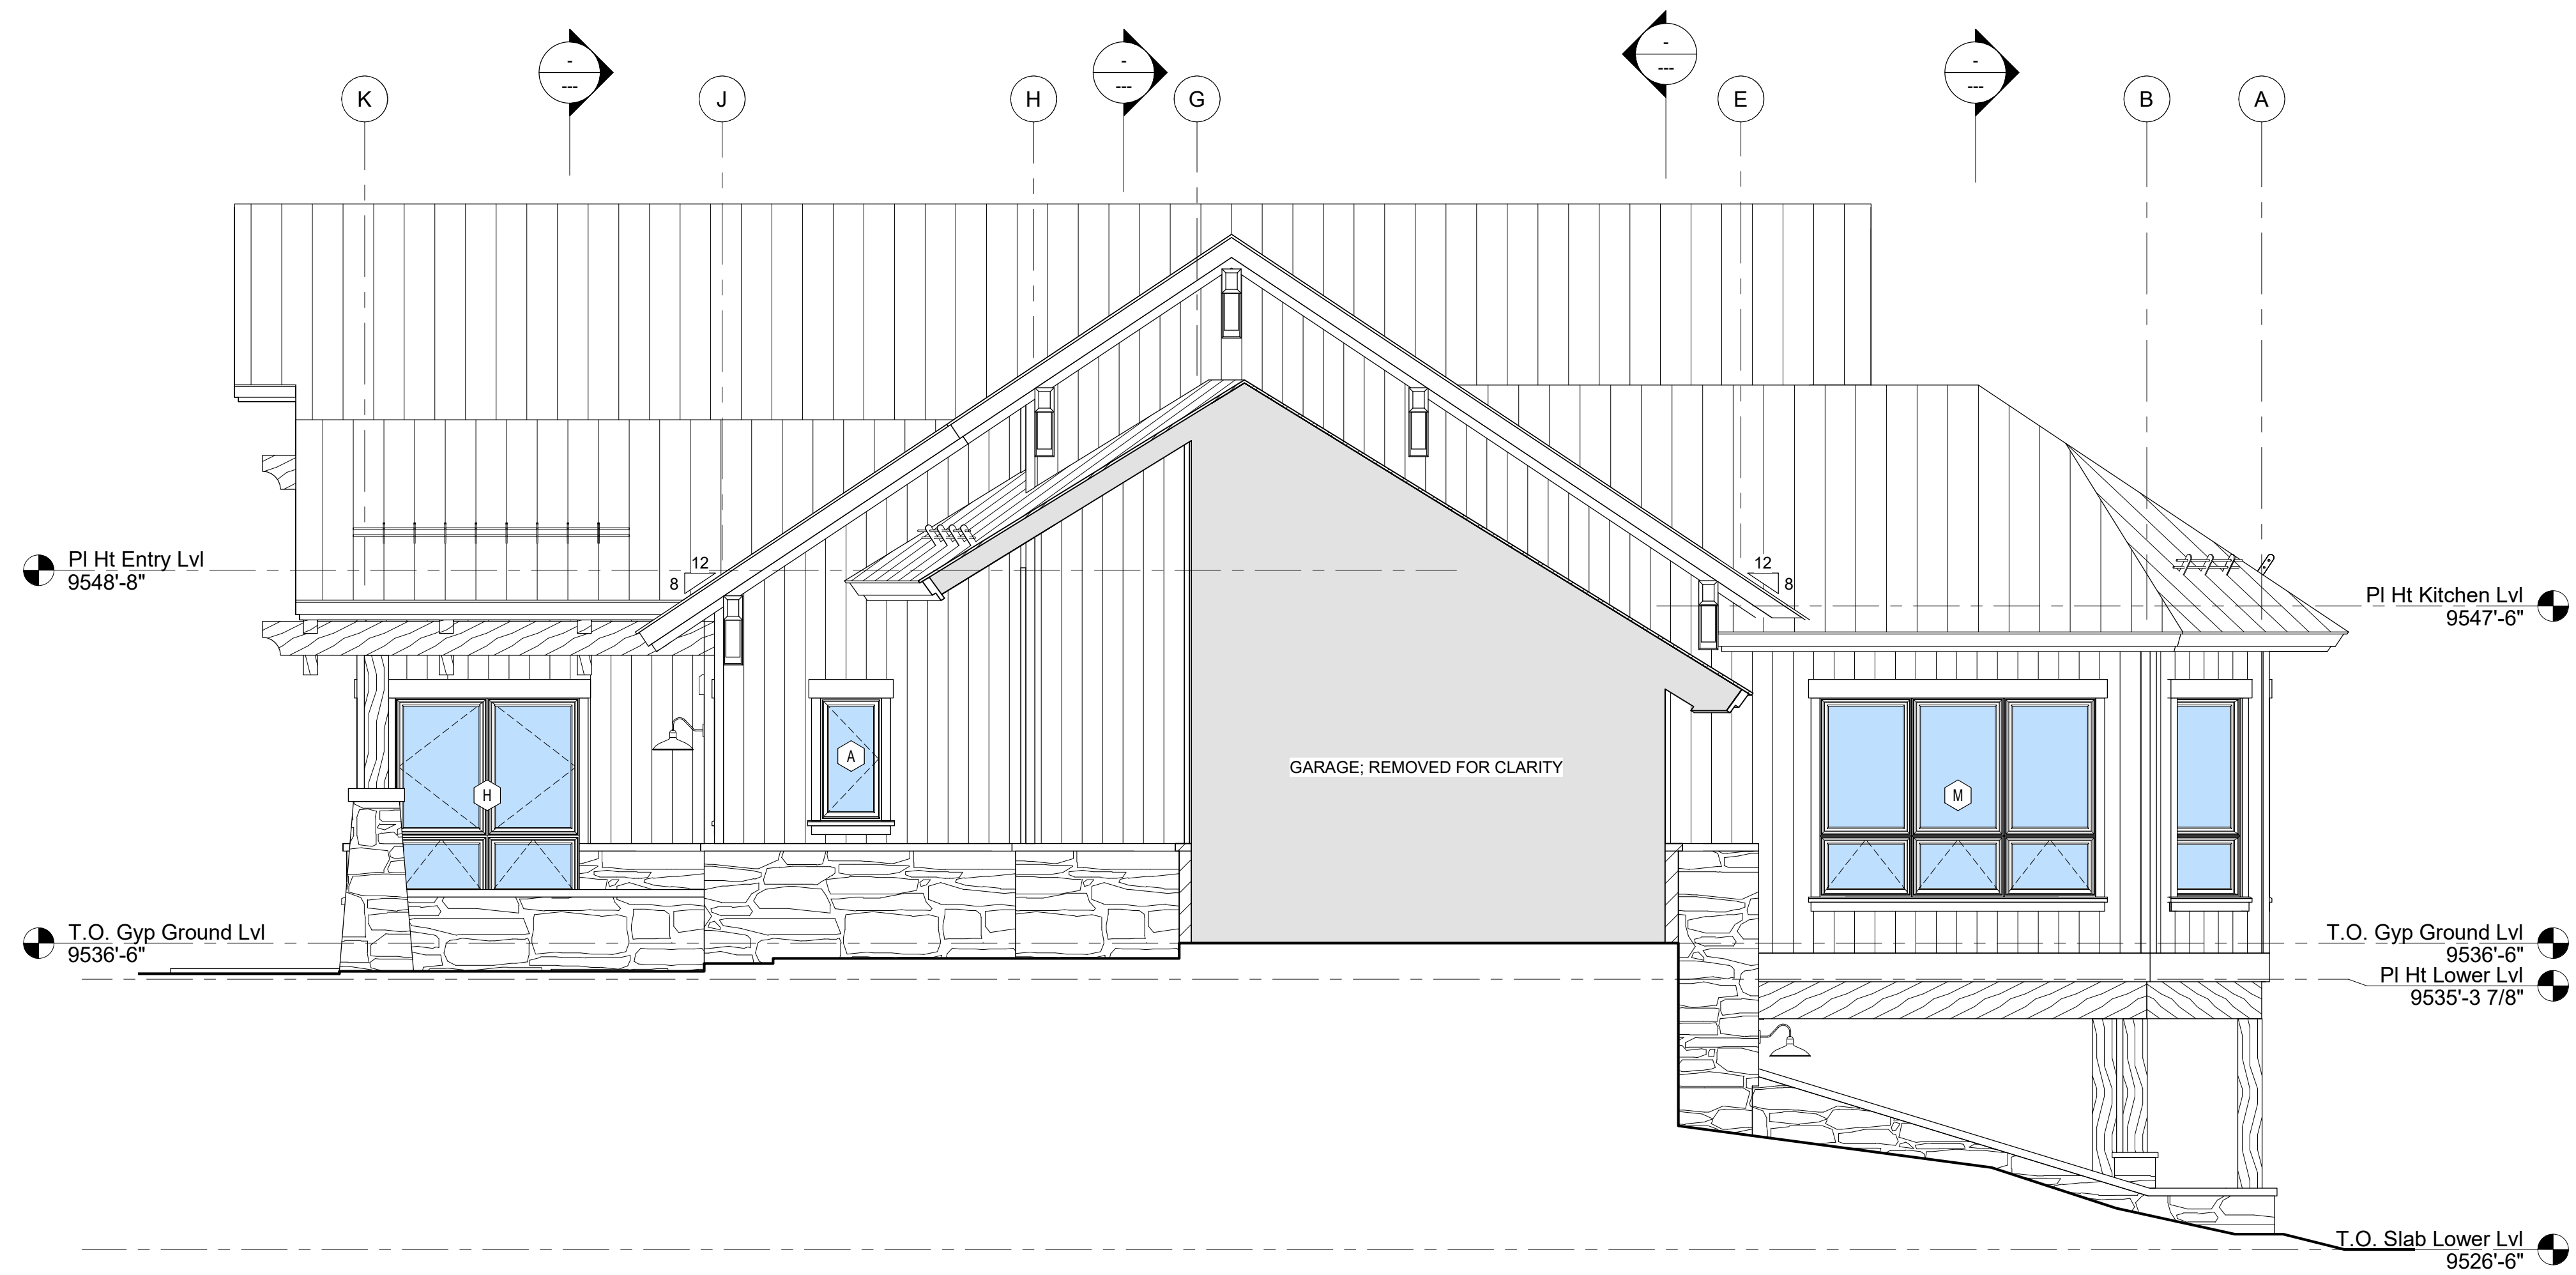 -
---
-
---
-
---
-
---
K
J
H
G
E
B
A
12
8
12
8
Pl Ht Entry Lvl
9548'-8"
Pl Ht Kitchen Lvl
9547'-6"
A
H
M
GARAGE; REMOVED FOR CLARITY
T.O. Gyp Ground Lvl
9536'-6"
T.O. Gyp Ground Lvl
9536'-6"
Pl Ht Lower Lvl
9535'-3 7/8"
T.O. Slab Lower Lvl
9526'-6"